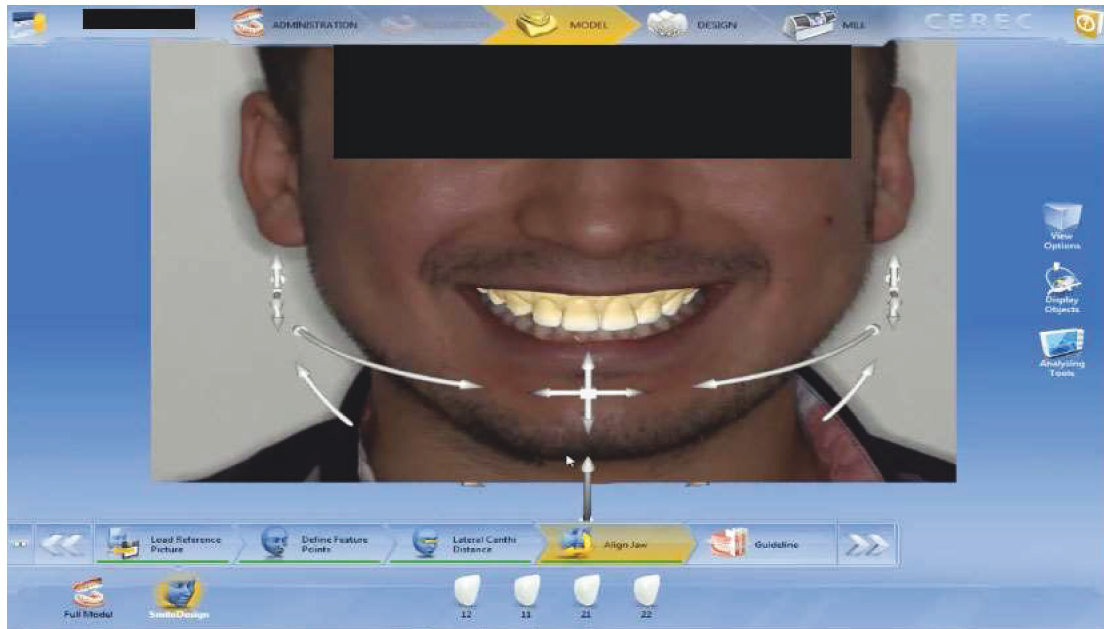 ADMINISTRATION
MODEL
DESIGN
MILL
CEREC
View
Options
Display
Objects
Analysing
Tools
Load Reference
Picture
Define Feature
Points
Lateral Canthi
Distance
Align Jaw
Guideline
Full Model
SmileDesign
12
11
21
22